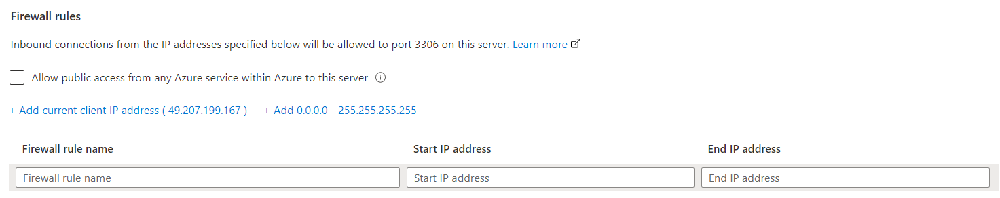 Firewall rules
Inbound connections from the IP addresses specified below will be allowed to port 3306 on this server. Learn more
Allow public access from any Azure service within Azure to this server
+ Add current client IP address ( 49.207.199.167 ) + Add 0.0.0.0 - 255.255.255.255
Firewall rule name Start IP address End IP address
Firewall rule name Start IP address End IP address